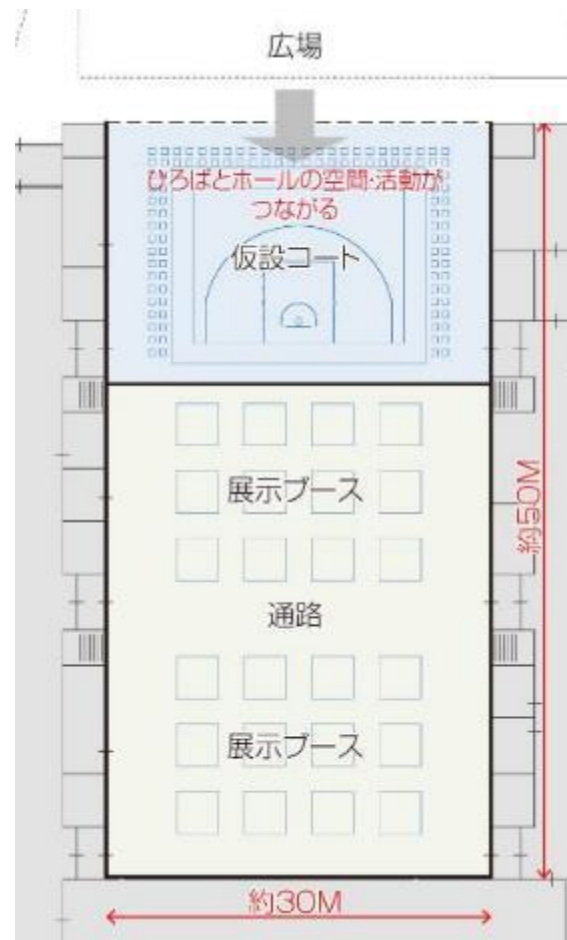 広場
ひろばとホールの空間・活動が
つながる
仮設コート
展示ブース
約50M
通路
展示ブース
約30M